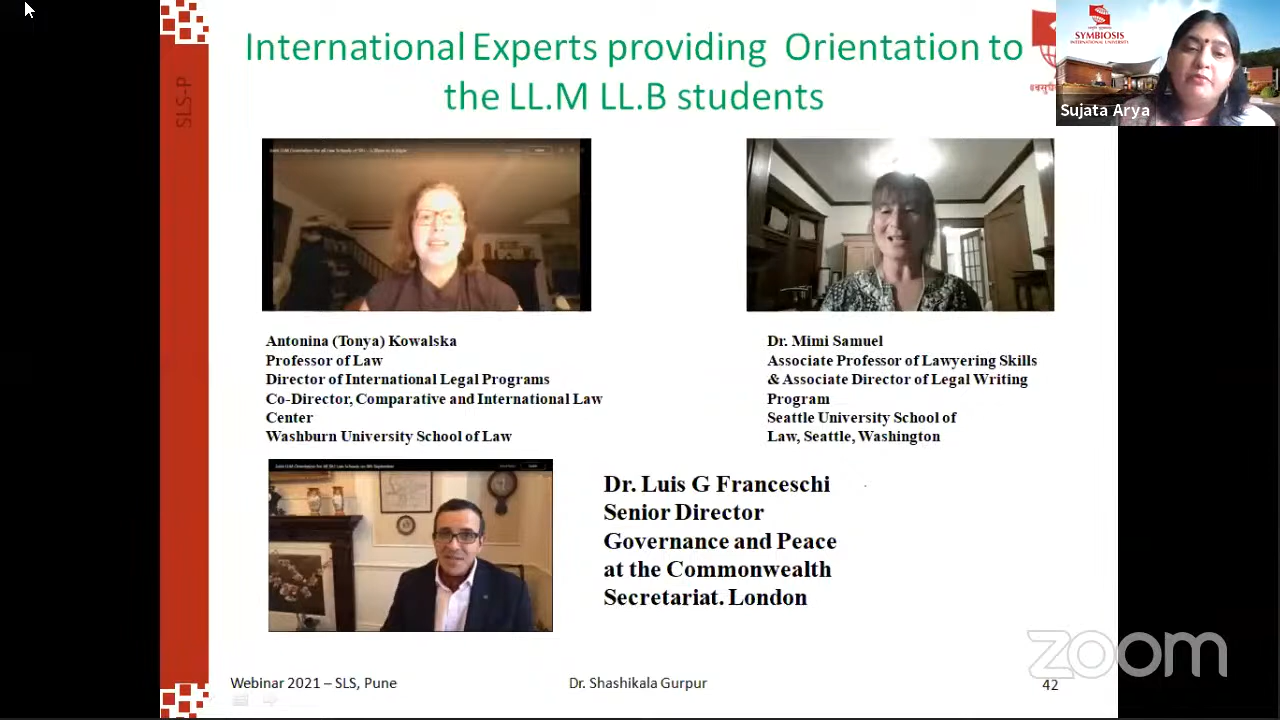 SLS-P
International Experts providing Orientation to
the LL.M LL.B students
SYMBIOSIS
INTERNATIONAL UNIVERSITY
Sujata Arya
Antonina (Tonya) Kowalska
Professor of Law
Director of International Legal Programs
Co-Director, Comparative and International Law
Center
Washburn University School of Law
Dr. Mimi Samuel
Associate Professor of Lawyering Skills
& Associate Director of Legal Writing
Program
Seattle University School of
Law, Seattle, Washington
Dr. Luis G Franceschi
Senior Director
Governance and Peace
at the Commonwealth
Secretariat. London
zoom
Webinar 2021 – SLS, Pune
Dr. Shashikala Gurpur
42